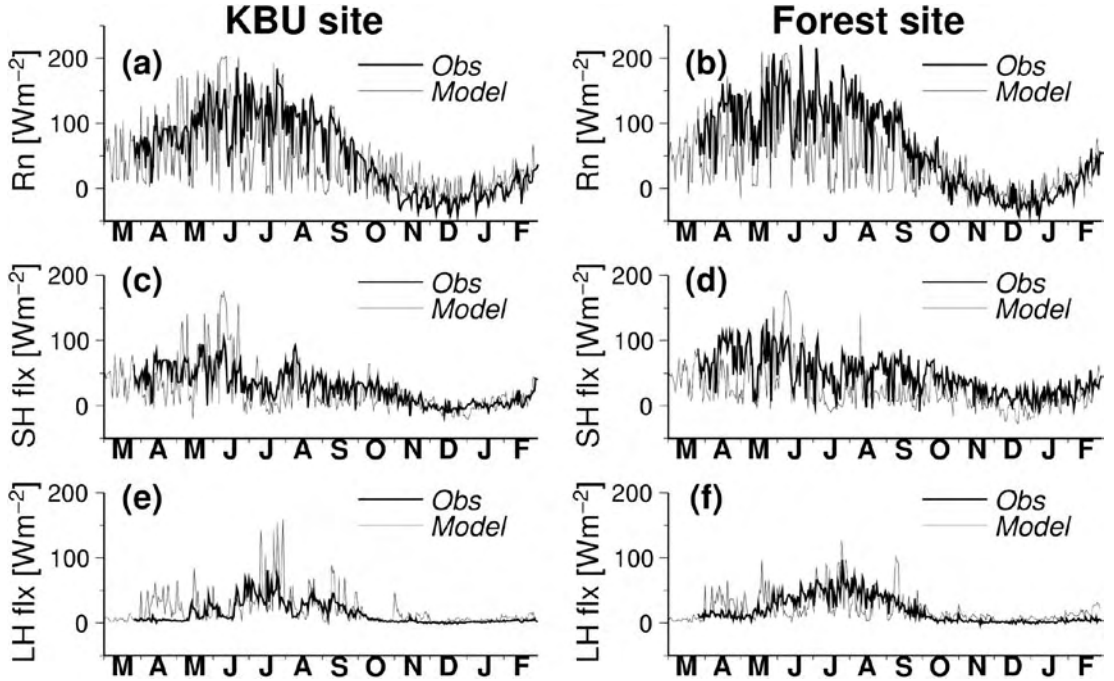 KBU site Forest site
(a) Obs Model
Rn [Wm⁻²] 200 100 0
M A M J J A S O N D J F
(b) Obs Model
Rn [Wm⁻²] 200 100 0
M A M J J A S O N D J F
(c) Obs Model
SH flx [Wm⁻²] 200 100 0
M A M J J A S O N D J F
(d) Obs Model
SH flx [Wm⁻²] 200 100 0
M A M J J A S O N D J F
(e) Obs Model
LH flx [Wm⁻²] 200 100 0
M A M J J A S O N D J F
(f) Obs Model
LH flx [Wm⁻²] 200 100 0
M A M J J A S O N D J F